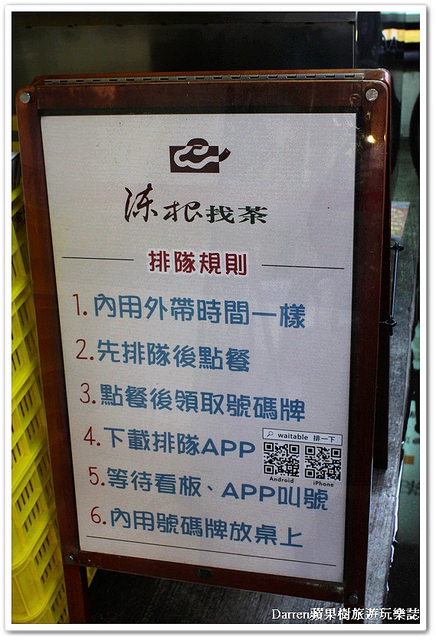 涷根找茶
排隊規則
1.內用外帶時間一樣
2.先排隊後點餐
3.點餐後領取號碼牌
4.下載排隊APP
waitable 排一下
Android iPhone
5.等待看板、APP叫號
6.內用號碼牌放桌上
Darren蘋果樹旅遊玩樂誌